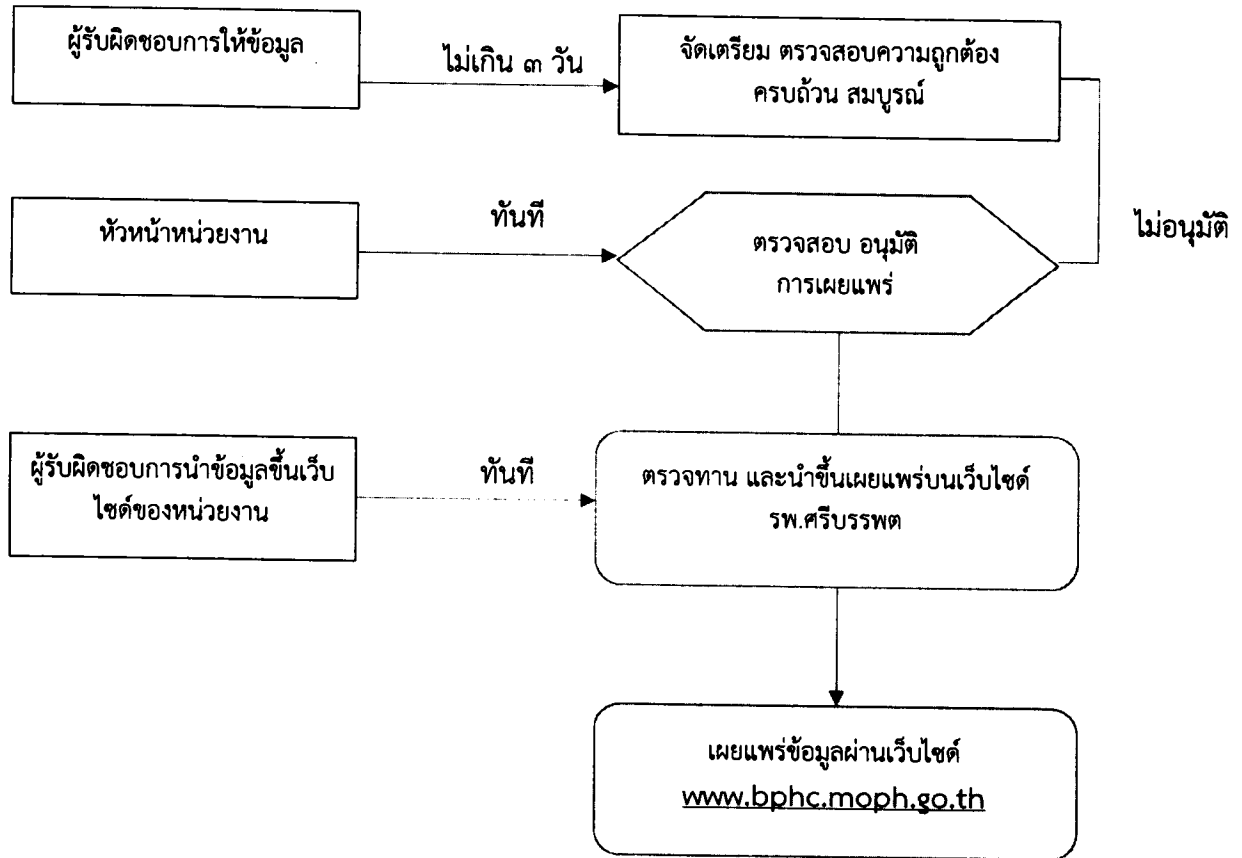 ผู้รับผิดชอบการให้ข้อมูล
ไม่เกิน ๓ วัน
จัดเตรียม ตรวจสอบความถูกต้อง
ครบถ้วน สมบูรณ์
หัวหน้าหน่วยงาน
ทันที
ตรวจสอบ อนุมัติ
การเผยแพร่
ไม่อนุมัติ
ผู้รับผิดชอบการนำข้อมูลขึ้นเว็บ
ไซด์ของหน่วยงาน
ทันที
ตรวจทาน และนำขึ้นเผยแพร่บนเว็บไซด์
รพ.ศรีบรรพต
เผยแพร่ข้อมูลผ่านเว็บไซด์
www.bphc.moph.go.th